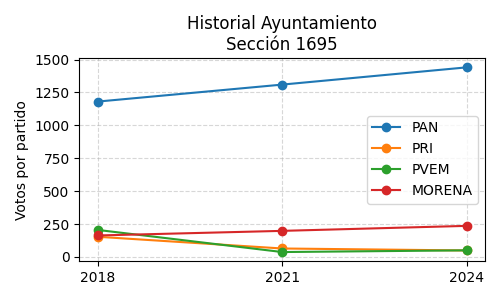 Historial Ayuntamiento
Sección 1695
Votos por partido
1500
1250
1000
750
500
250
0
2018
2021
2024
PAN
PRI
PVEM
MORENA